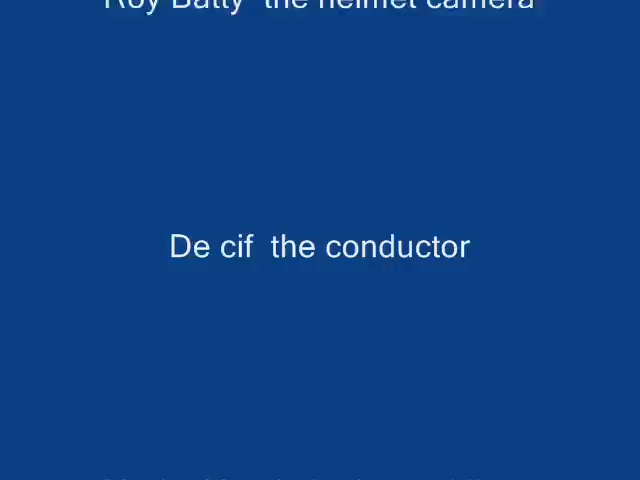 Roy Batty  the helmet camera
De cif  the conductor